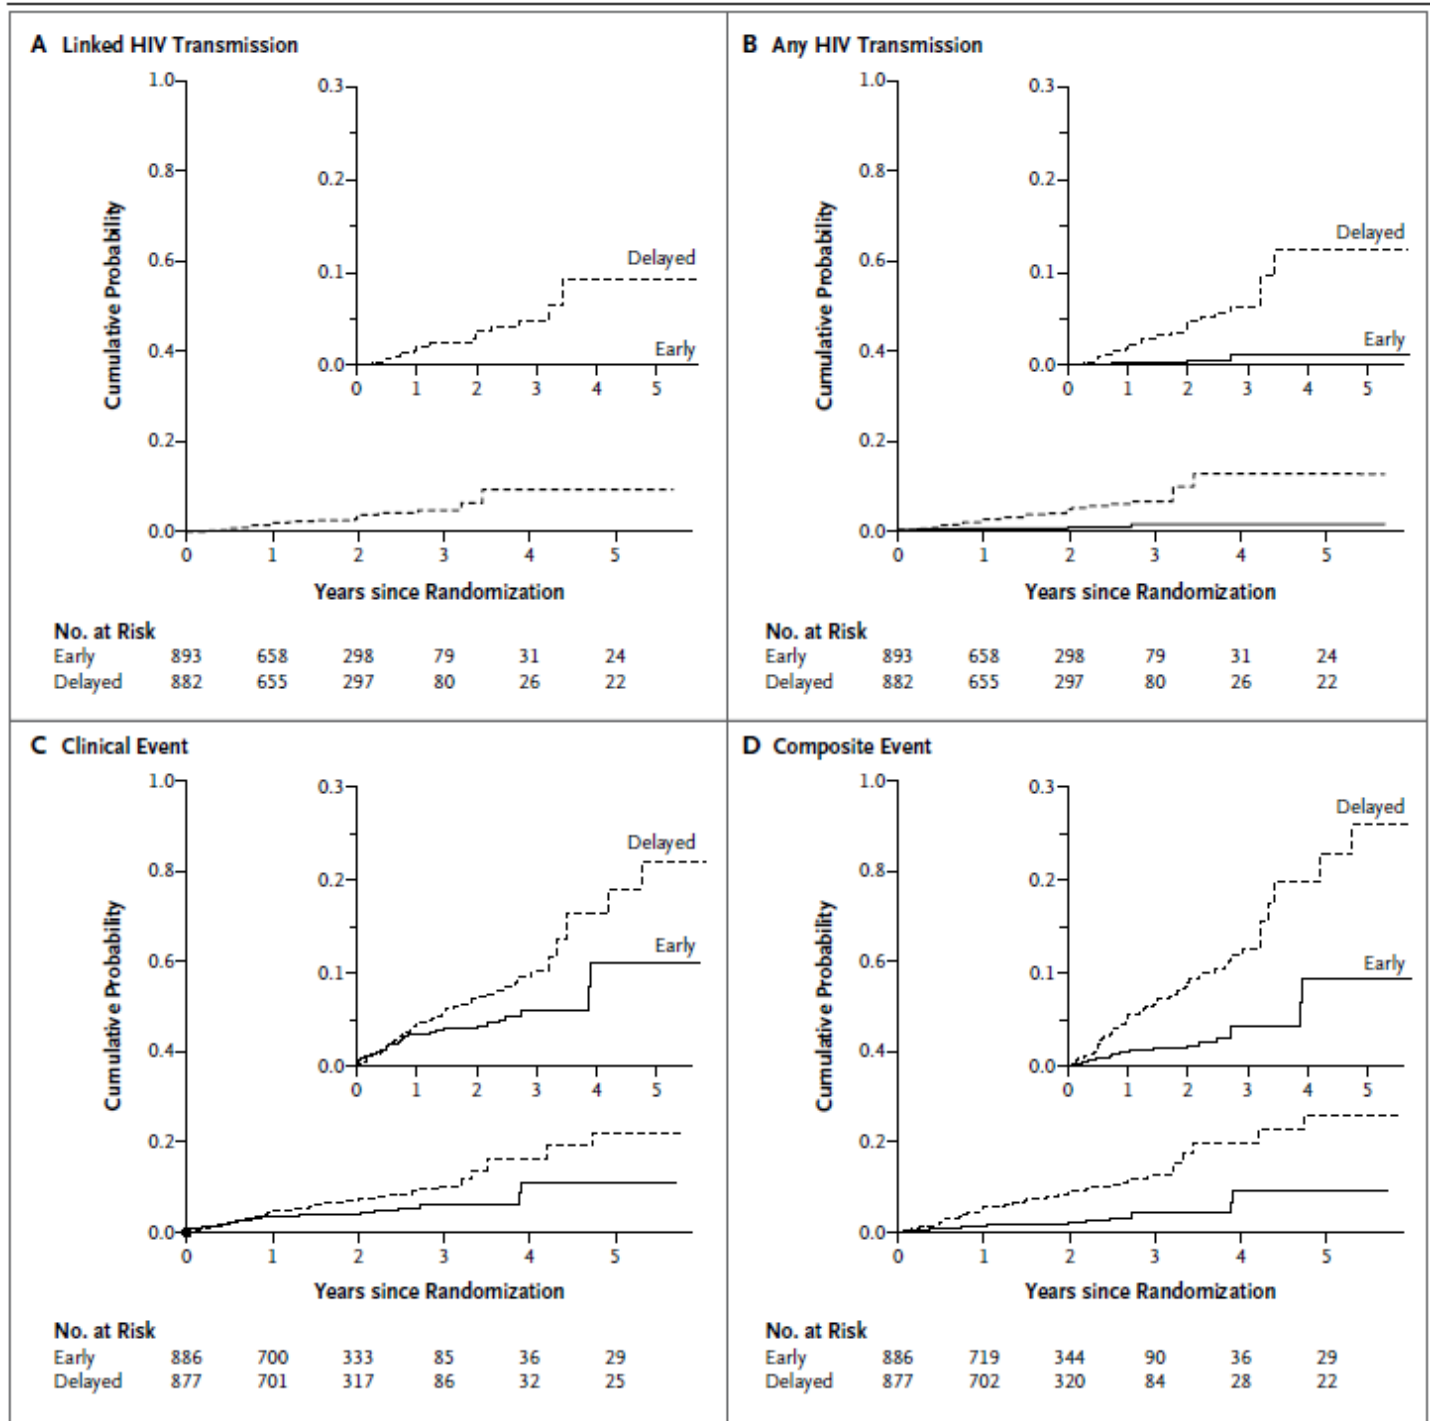 A Linked HIV Transmission
1.0
0.8
0.6
0.4
0.2
0.0
Cumulative Probability
0.3
0.2
0.1
0.0
Delayed
Early
0 1 2 3 4 5
0 1 2 3 4 5
Years since Randomization
No. at Risk
Early 893 658 298 79 31 24
Delayed 882 655 297 80 26 22
B Any HIV Transmission
1.0
0.8
0.6
0.4
0.2
0.0
Cumulative Probability
0.3
0.2
0.1
0.0
Delayed
Early
0 1 2 3 4 5
0 1 2 3 4 5
Years since Randomization
No. at Risk
Early 893 658 298 79 31 24
Delayed 882 655 297 80 26 22
C Clinical Event
1.0
0.8
0.6
0.4
0.2
0.0
Cumulative Probability
0.3
0.2
0.1
0.0
Delayed
Early
0 1 2 3 4 5
0 1 2 3 4 5
Years since Randomization
No. at Risk
Early 886 700 333 85 36 29
Delayed 877 701 317 86 32 25
D Composite Event
1.0
0.8
0.6
0.4
0.2
0.0
Cumulative Probability
0.3
0.2
0.1
0.0
Delayed
Early
0 1 2 3 4 5
0 1 2 3 4 5
Years since Randomization
No. at Risk
Early 886 719 344 90 36 29
Delayed 877 702 320 84 28 22